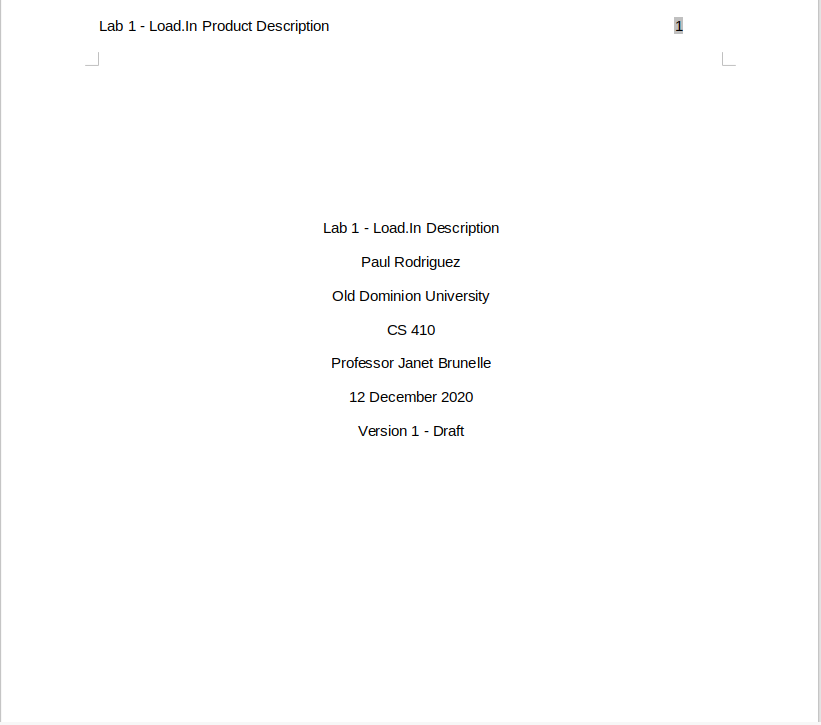 Lab 1 - Load.In Product Description 1
Lab 1 - Load.In Description
Paul Rodriguez
Old Dominion University
CS 410
Professor Janet Brunelle
12 December 2020
Version 1 - Draft